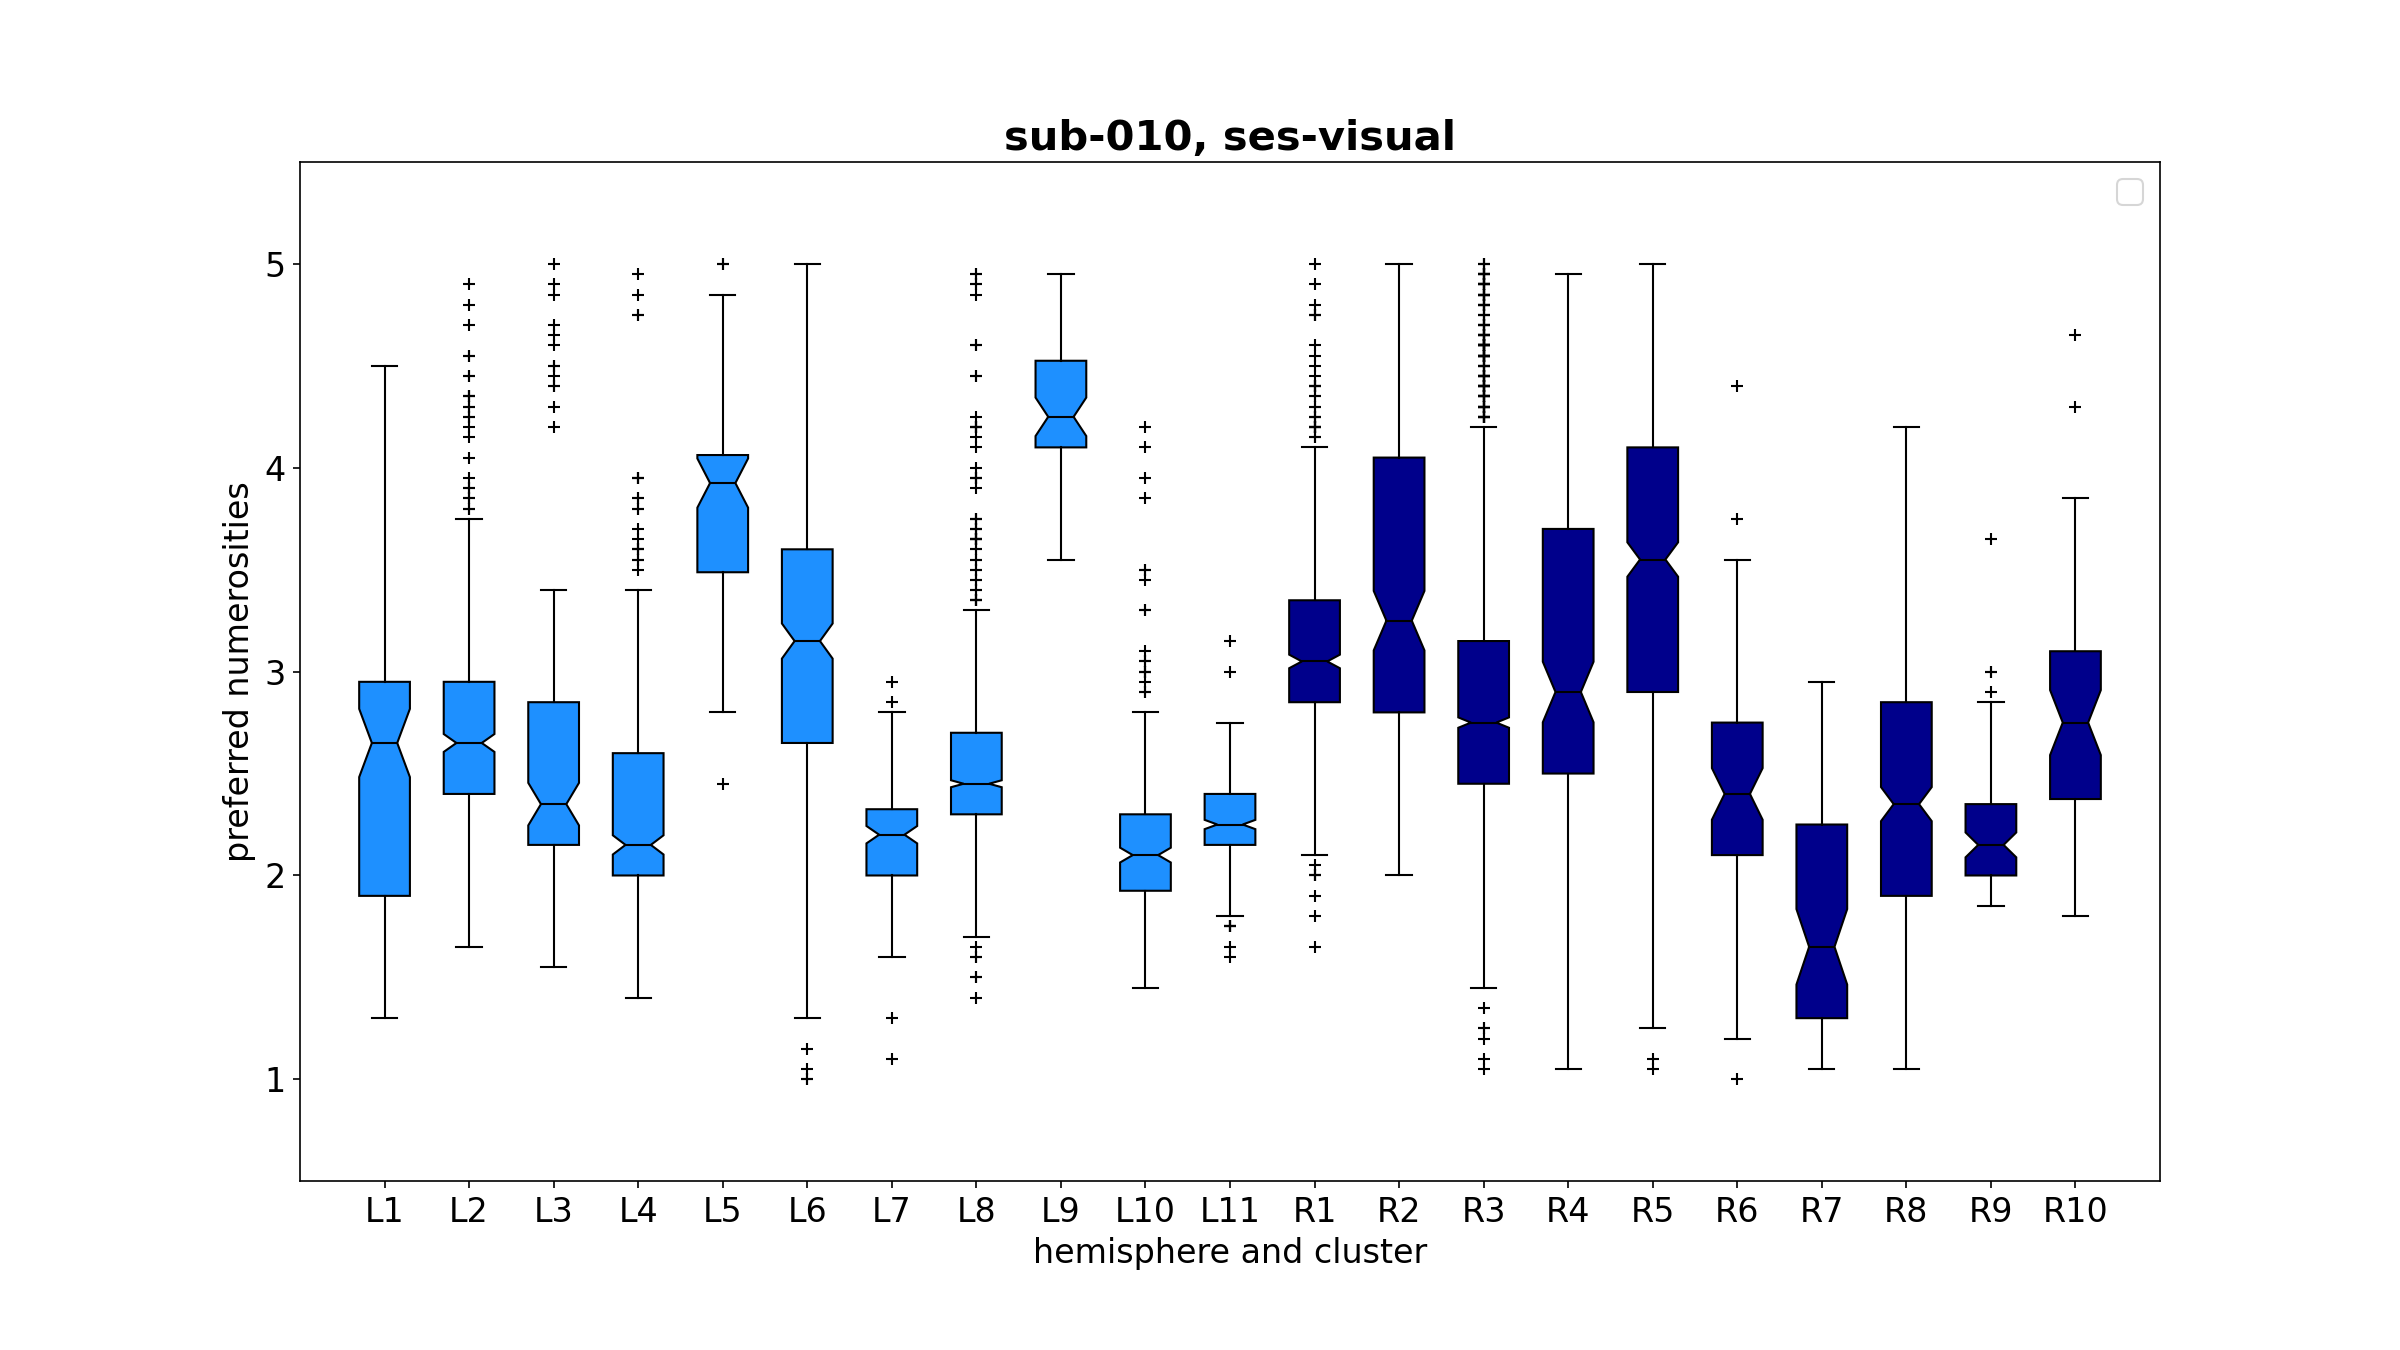 sub-010, ses-visual
5
4
3
2
1
preferred numerosities
L1 L2 L3 L4 L5 L6 L7 L8 L9 L10 L11 R1 R2 R3 R4 R5 R6 R7 R8 R9 R10
hemisphere and cluster